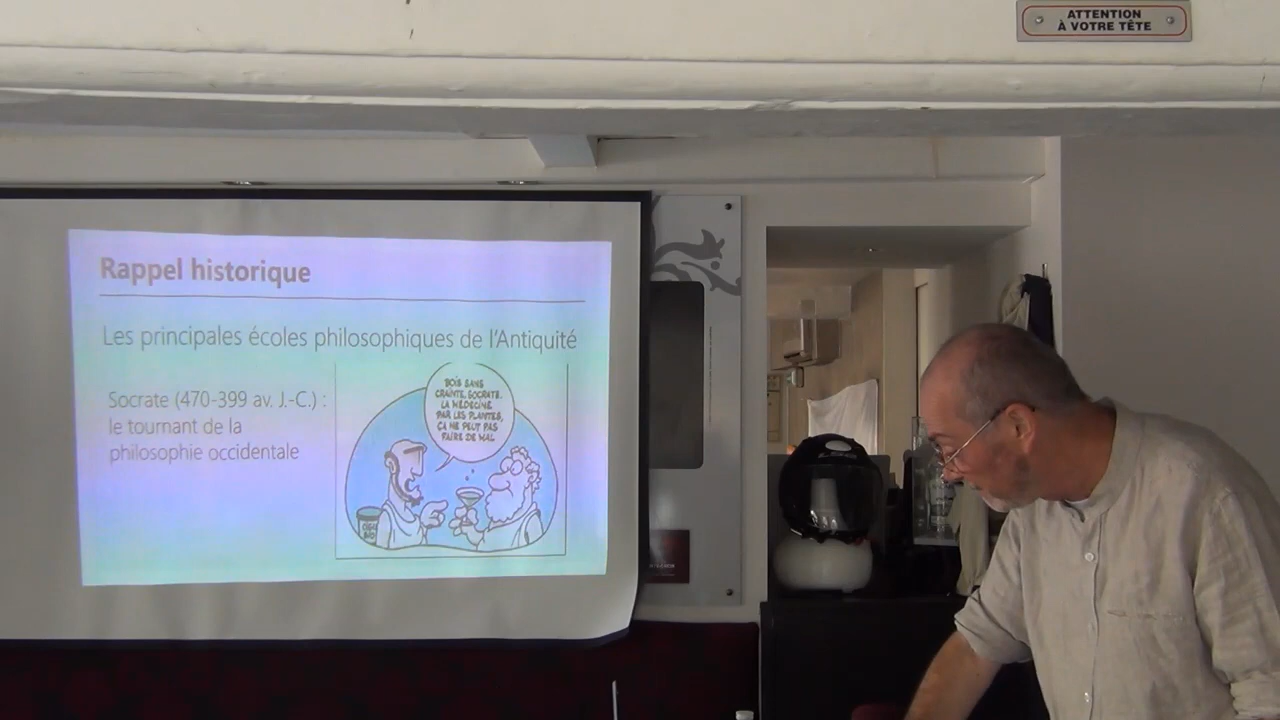 ATTENTION
À VOTRE TÊTE
Rappel historique
Les principales écoles philosophiques de l'Antiquité
Socrate (470-399 av. J.-C.) :
le tournant de la
philosophie occidentale
BOIS SANS
CRAINTE, SOCRATE.
LA MÉDECINE
PAR LES PLANTES,
ÇA NE PEUT PAS
FAIRE DE MAL
LS2